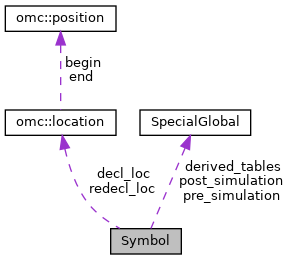 omc::position
begin
end
omc::location
SpecialGlobal
decl_loc
redecl_loc
derived_tables
post_simulation
pre_simulation
Symbol